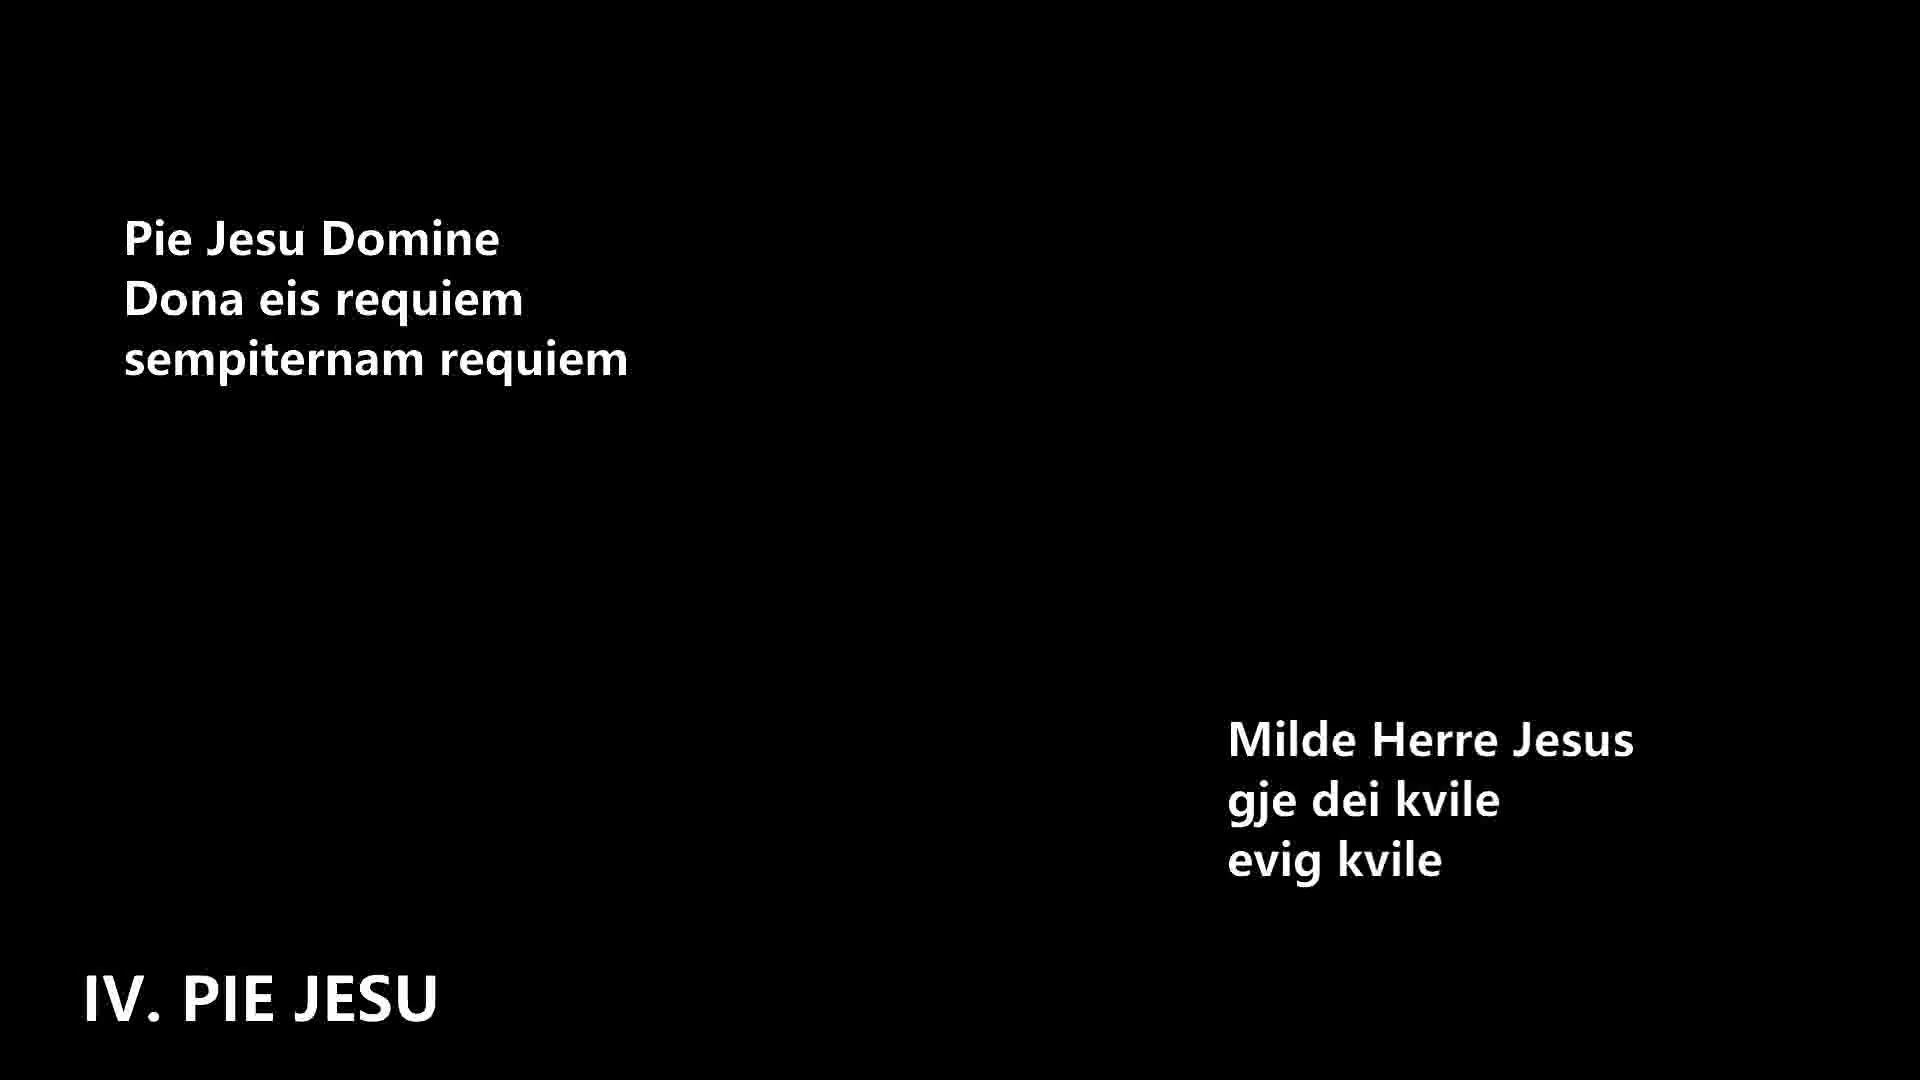 Pie Jesu Domine
Dona eis requiem
sempiternam requiem
Milde Herre Jesus
gje dei kvile
evig kvile
IV. PIE JESU